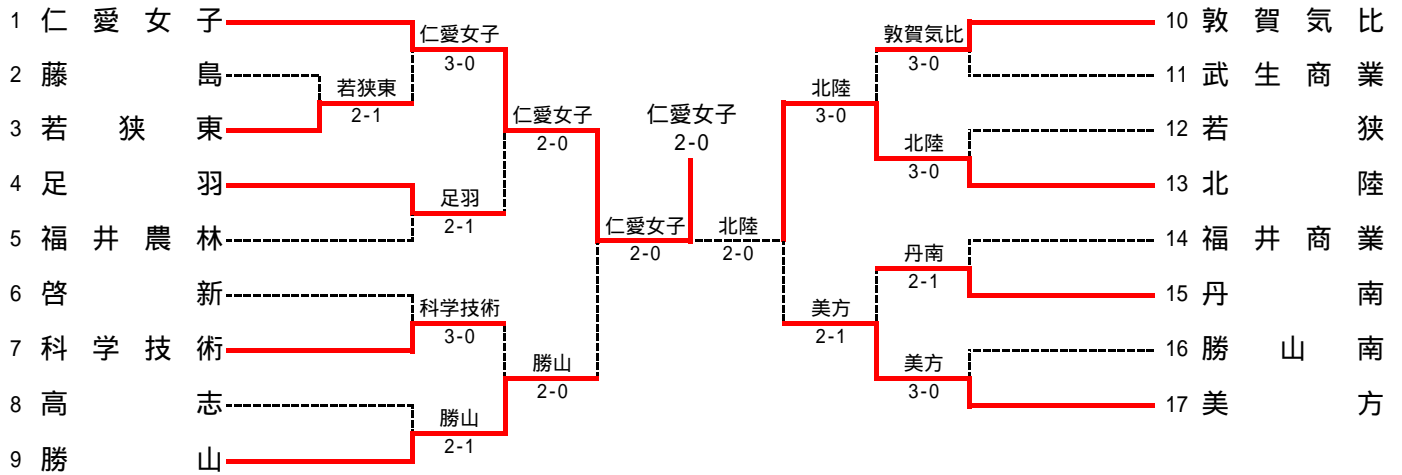 1 仁愛女子
2 藤島
3 若狭東
4 足羽
5 福井農林
6 啓新
7 科学技術
8 高志
9 勝山
若狭東
2-1
仁愛女子
3-0
足羽
2-1
科学技術
3-0
勝山
2-1
仁愛女子
2-0
勝山
2-0
仁愛女子
2-0
仁愛女子
2-0
北陸
2-0
北陸
3-0
美方
2-1
敦賀気比
3-0
北陸
3-0
丹南
2-1
美方
3-0
10 敦賀気比
11 武生商業
12 若狭
13 北陸
14 福井商業
15 丹南
16 勝山南
17 美方